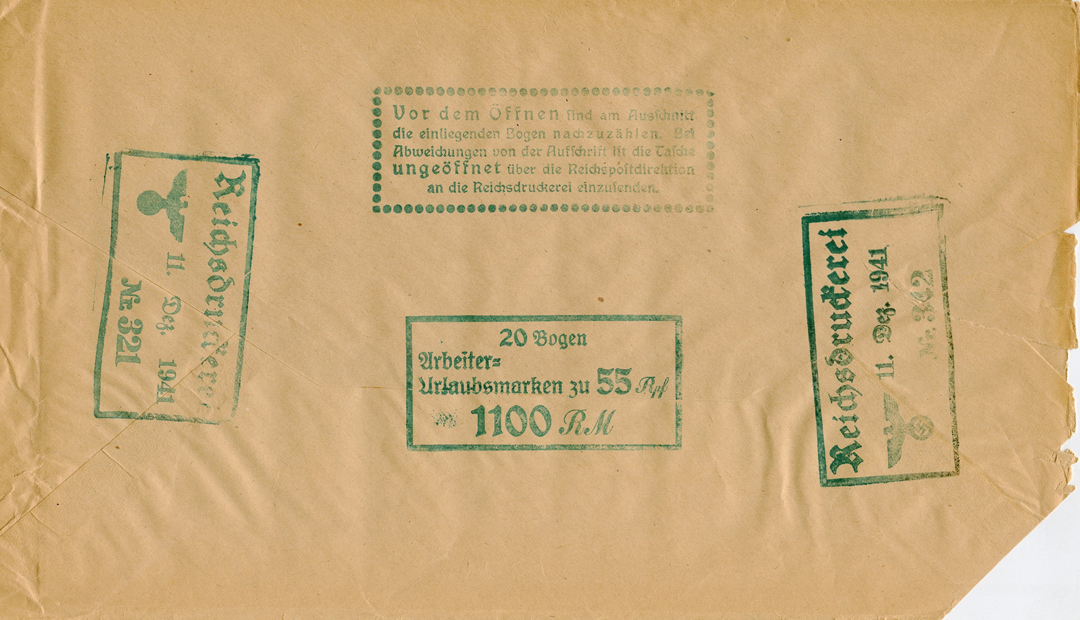 Vor dem Öffnen sind am Ausschnitt
die einliegenden Bogen nachzuzählen. Bei
Abweichungen von der Aufschrift ist die Tasche
ungeöffnet über die Reichspostdirektion
an die Reichsdruckerei einzusenden.
Reichsdruckerei
11. Dez. 1941
Nr. 321
20 Bogen
Arbeiter=
Urlaubsmarken zu 55 Rpf
1100 RM
Reichsdruckerei
11. Dez. 1941
Nr. 342